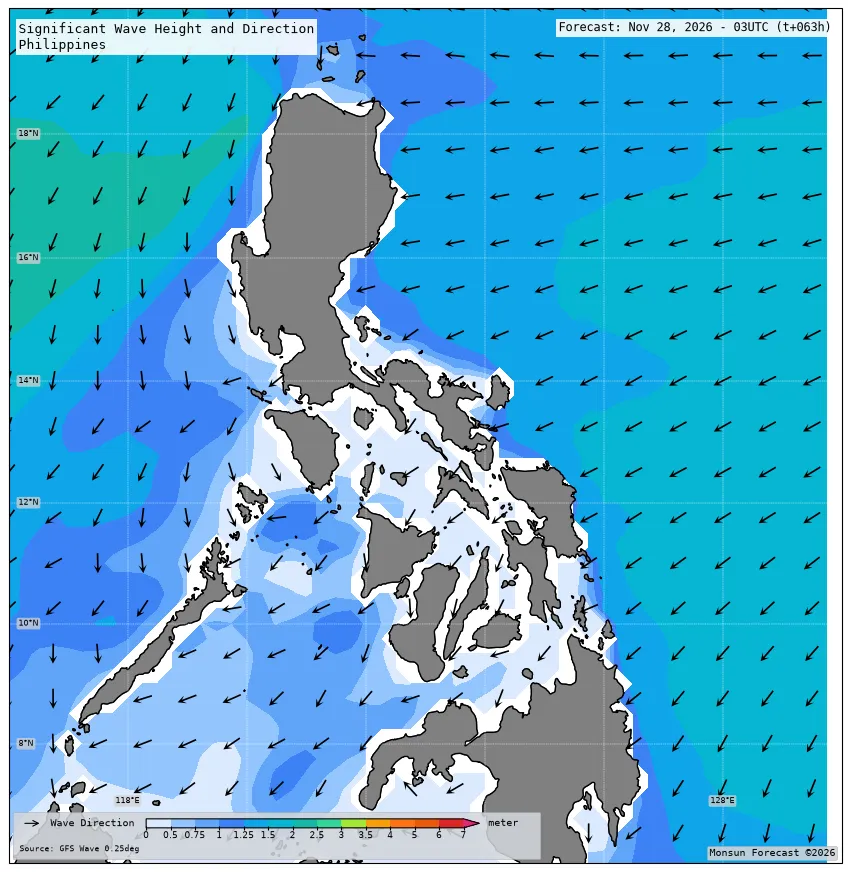 Significant Wave Height and Direction
Philippines
Forecast: Nov 28, 2026 - 03UTC (t+063h)
18°N
16°N
14°N
12°N
10°N
8°N
118°E
128°E
Wave Direction
0 0.5 0.75 1 1.25 1.5 2 2.5 3 3.5 4 5 6 7
meter
Source: GFS Wave 0.25deg
Monsun Forecast ©2026